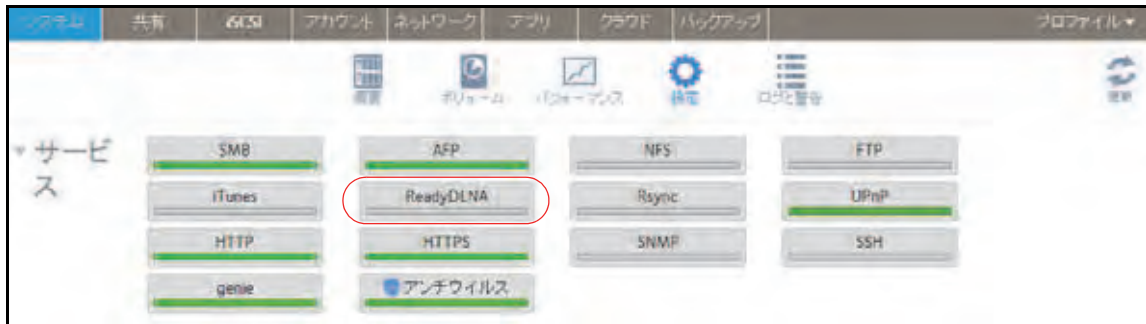 システム 共有 iSCSI アカウント ネットワーク アプリ クラウド バックアップ プロファイル ▾
概要 ボリューム パフォーマンス 設定 ログと警告 更新
サービ
ス
SMB AFP NFS FTP
iTunes ReadyDLNA Rsync UPnP
HTTP HTTPS SNMP SSH
genie アンチウイルス